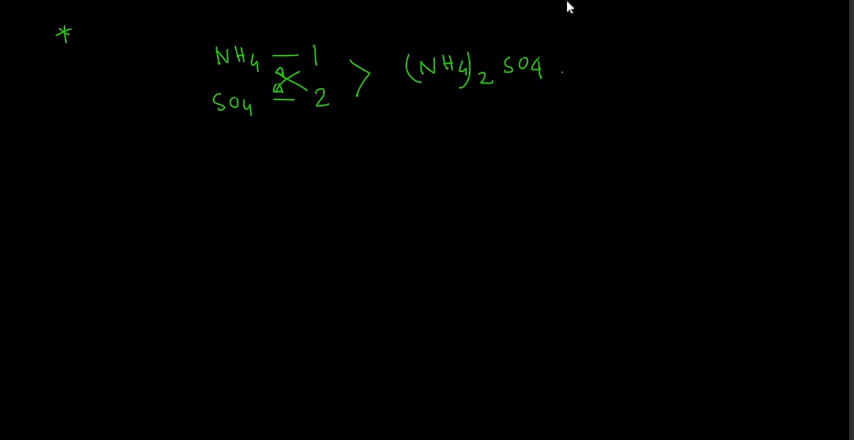 *
NH4 — 1
SO4 — 2
> (NH4)2 SO4.